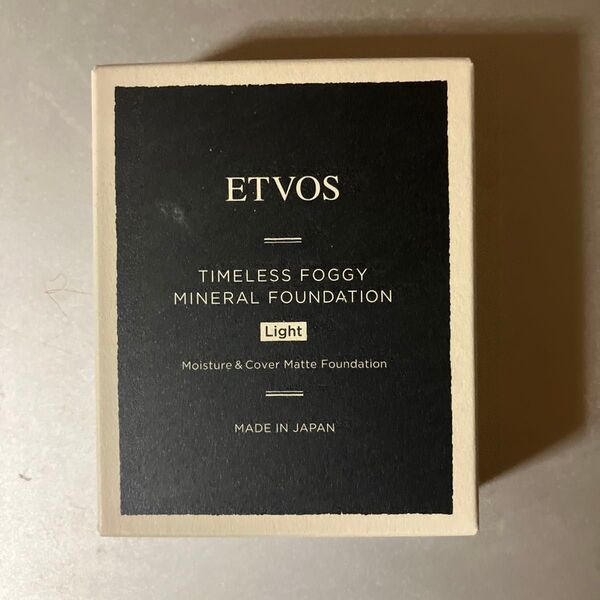 ETVOS
TIMELESS FOGGY
MINERAL FOUNDATION
Light
Moisture & Cover Matte Foundation
MADE IN JAPAN